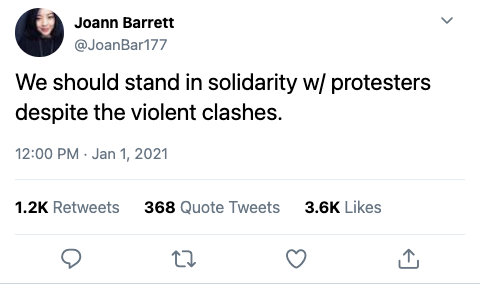 Joann Barrett
@JoanBar177
We should stand in solidarity w/ protesters
despite the violent clashes.
12:00 PM · Jan 1, 2021
1.2K Retweets 368 Quote Tweets 3.6K Likes